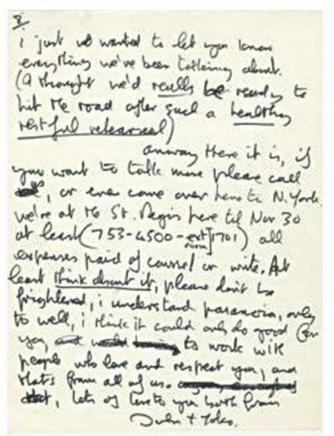 8
i just wanted to let you know
everything we've been talking about.
(I thought we'd really be ready to
hit the road after such a healthy
restful rehearsal)
anyway there it is, if
you want to talk more please call
us, or even come over here to N. York.
we're at the St. Regis here til Nov 30
at least (753-4500- ext/room 1701) all
expenses paid of course! or write. At
least think about it, please don't be
frightened, i understand paranoia, only
to well, i think it could only do good for
you, to work with
people who love and respect you, and
that's from all of us.
lots of love to you both from
John + Yoko.